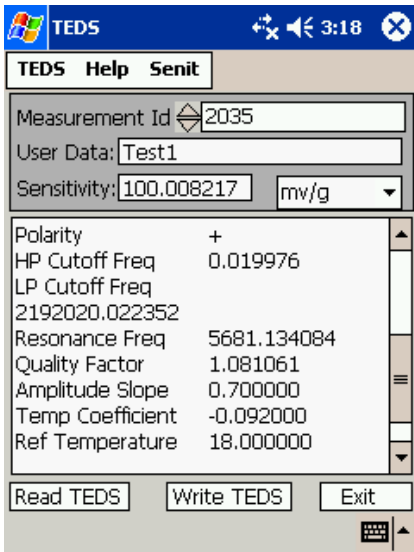 TEDS 3:18
TEDS Help Senit
Measurement Id 2035
User Data: Test1
Sensitivity: 100.008217 mv/g
Polarity +
HP Cutoff Freq 0.019976
LP Cutoff Freq
2192020.022352
Resonance Freq 5681.134084
Quality Factor 1.081061
Amplitude Slope 0.700000
Temp Coefficient -0.092000
Ref Temperature 18.000000
Read TEDS Write TEDS Exit